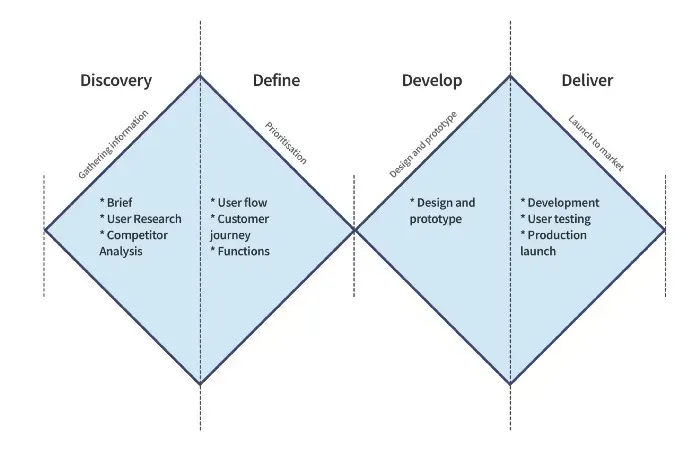 Discovery
Define
Develop
Deliver
Gathering information
Prioritisation
Design and prototype
Launch to market
* Brief
* User Research
* Competitor
Analysis
* User flow
* Customer
journey
* Functions
* Design and
prototype
* Development
* User testing
* Production
launch